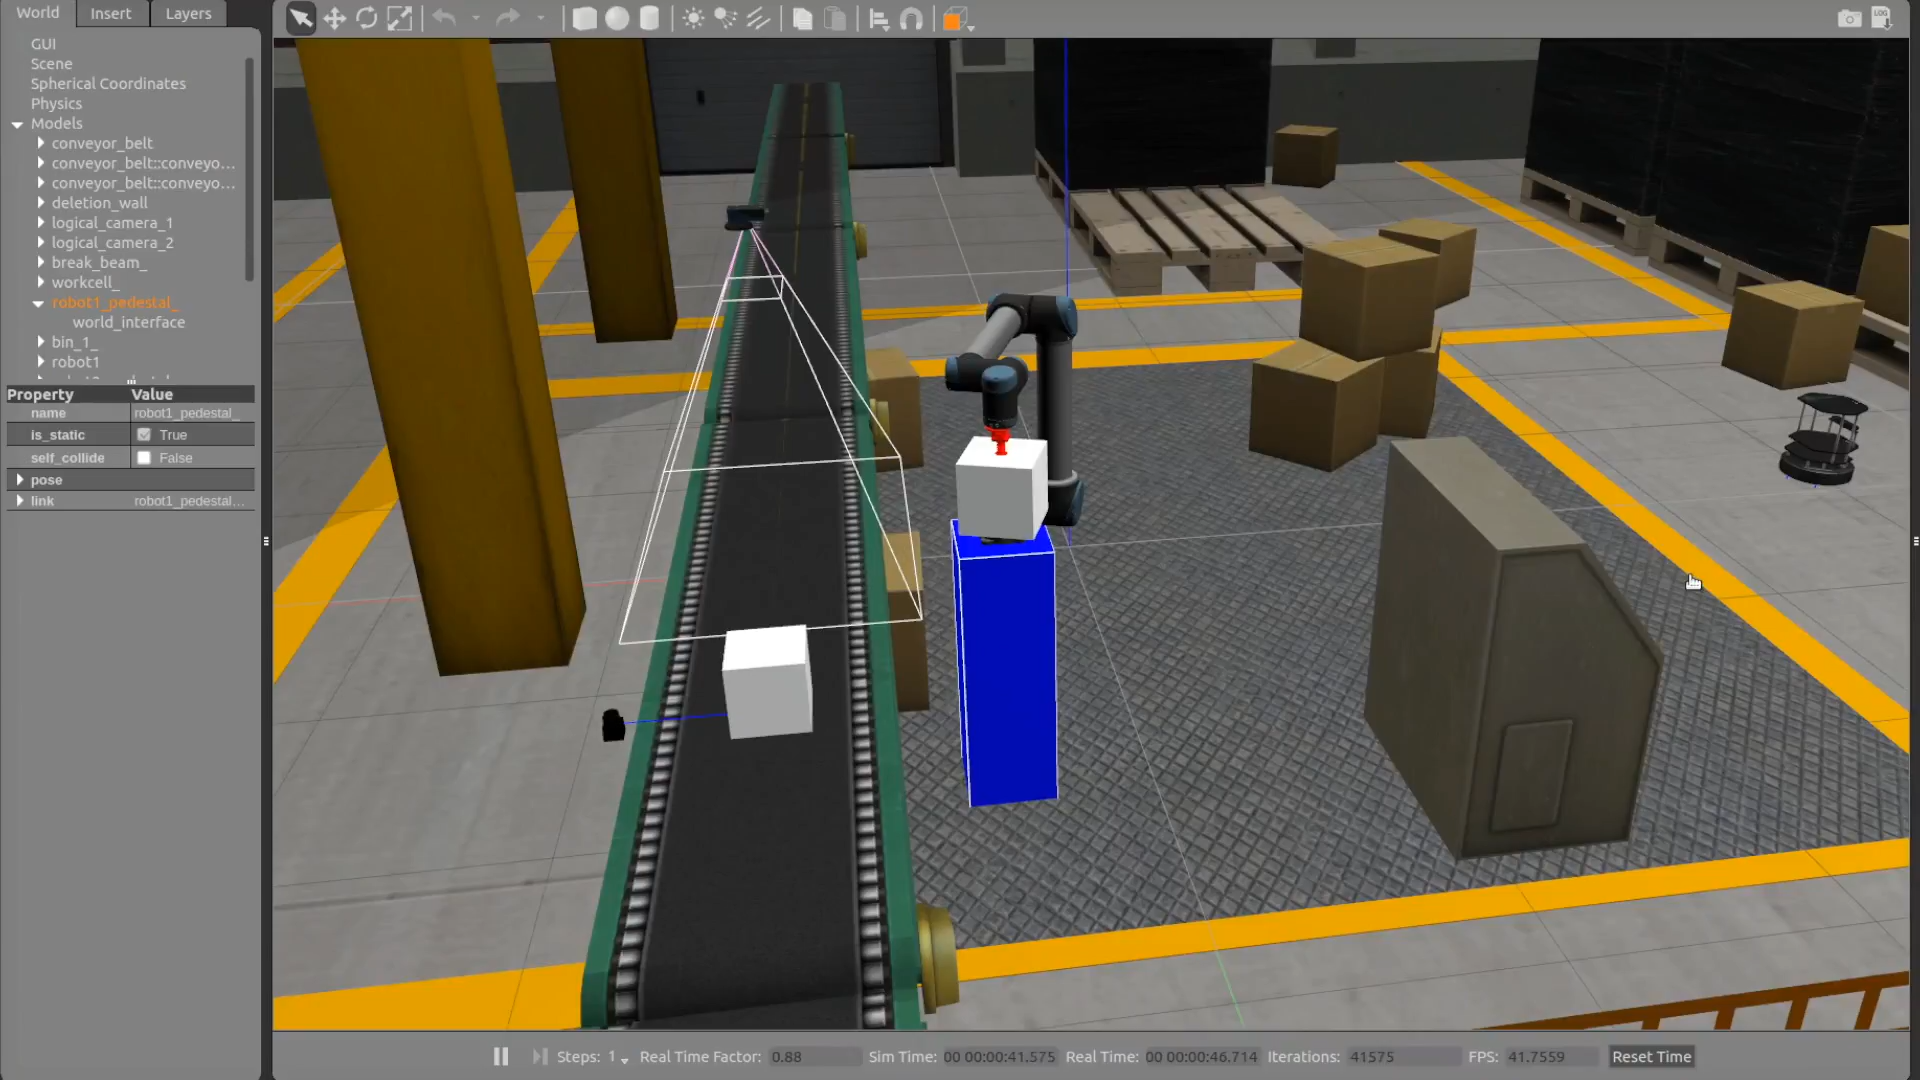 World Insert Layers
LOG
GUI
Scene
Spherical Coordinates
Physics
Models
conveyor_belt
conveyor_belt::conveyo...
conveyor_belt::conveyo...
deletion_wall
logical_camera_1
logical_camera_2
break_beam_
workcell_
robot1_pedestal_
world_interface
bin_1_
robot1
Property Value
name robot1_pedestal_
is_static True
self_collide False
pose
link robot1_pedestal...
Steps: 1 Real Time Factor: 0.88 Sim Time: 00 00:00:41.575 Real Time: 00 00:00:46.714 Iterations: 41575 FPS: 41.7559 Reset Time